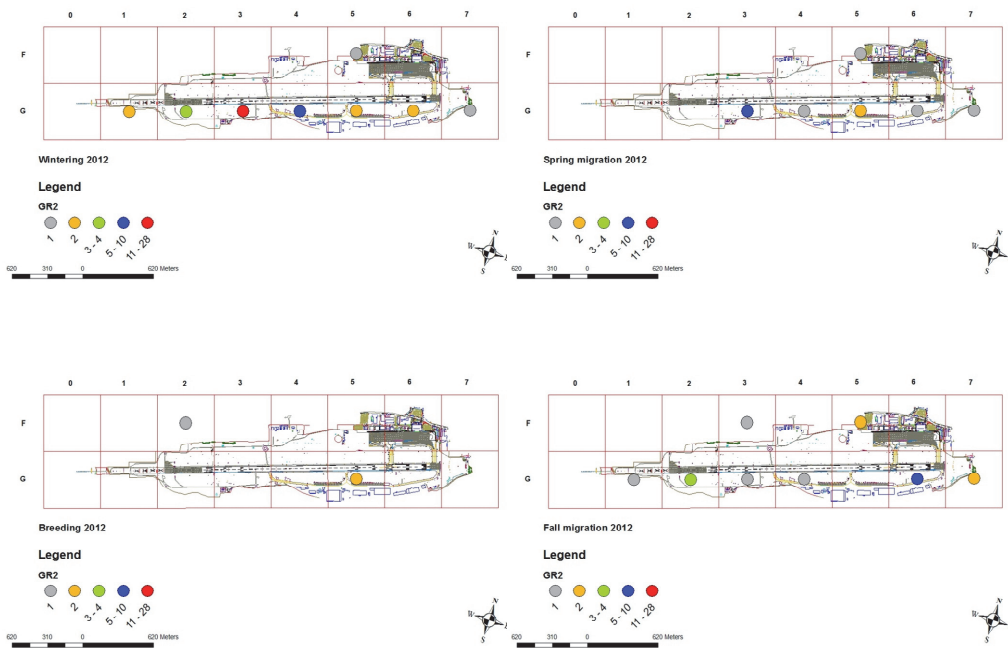 0 1 2 3 4 5 6 7
F
G
Wintering 2012
Legend
GR2
1 2 3 - 4 5 - 10 11 - 28
N
W
S
620 310 0 620 Meters
0 1 2 3 4 5 6 7
F
G
Spring migration 2012
Legend
GR2
1 2 3 - 4 5 - 10 11 - 28
N
W
S
620 310 0 620 Meters
0 1 2 3 4 5 6 7
F
G
Breeding 2012
Legend
GR2
1 2 3 - 4 5 - 10 11 - 28
N
W
S
620 310 0 620 Meters
0 1 2 3 4 5 6 7
F
G
Fall migration 2012
Legend
GR2
1 2 3 - 4 5 - 10 11 - 28
N
W
S
620 310 0 620 Meters